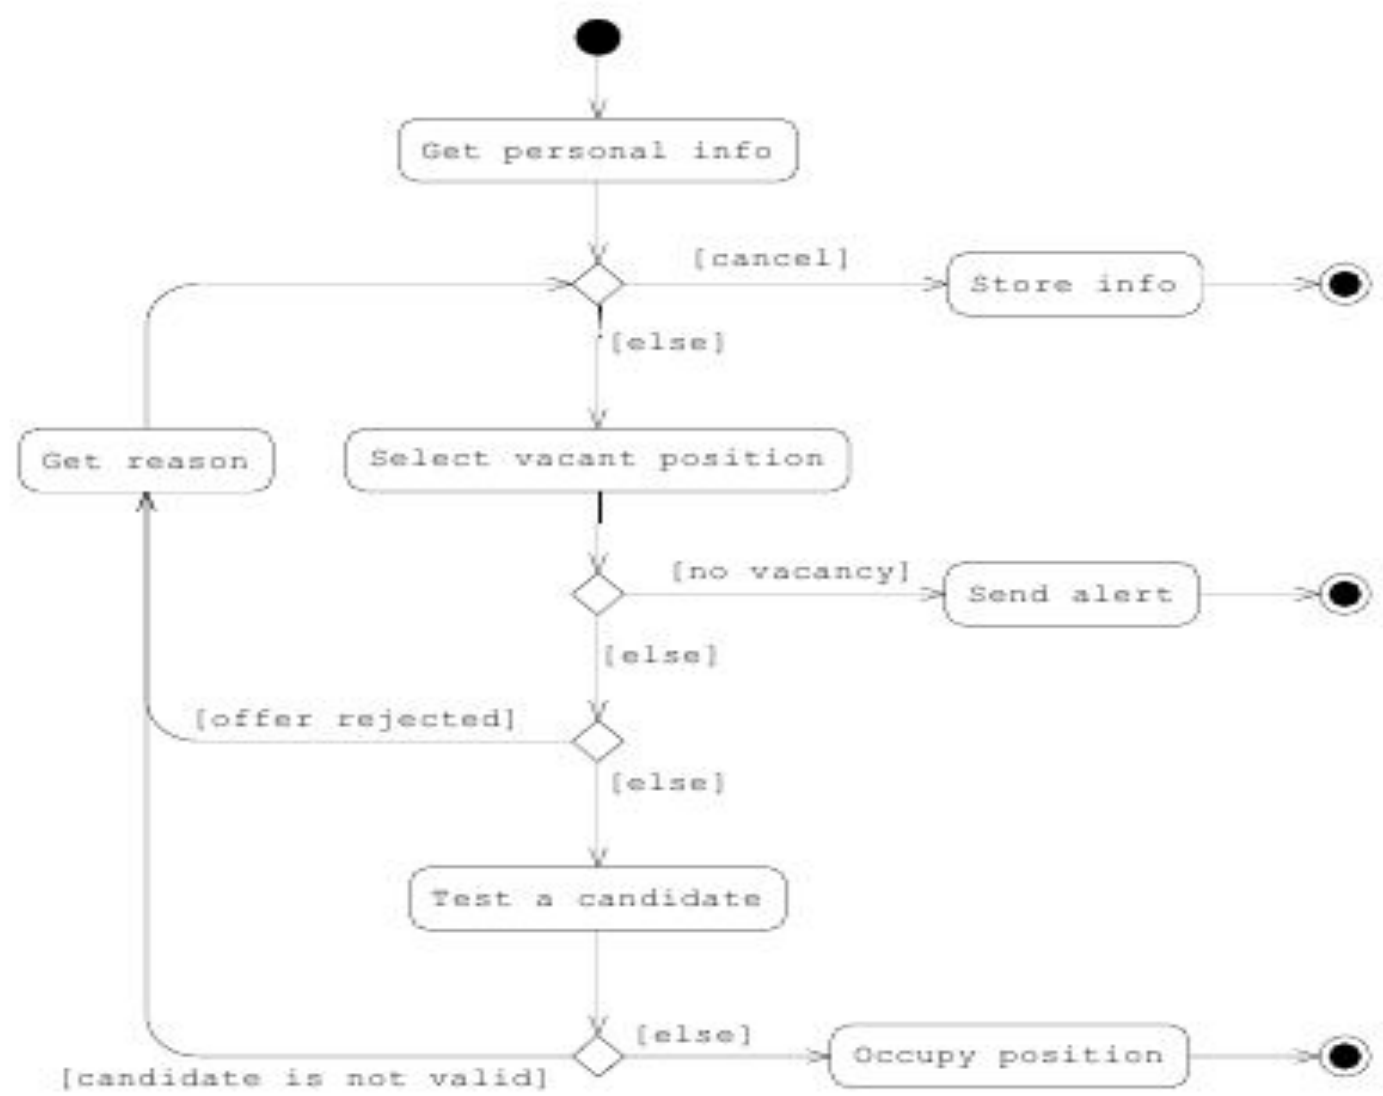 Get personal info
[cancel]
Store info
[else]
Get reason
Select vacant position
[no vacancy]
Send alert
[else]
[offer rejected]
[else]
Test a candidate
[else]
Occupy position
[candidate is not valid]